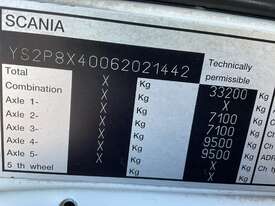 SCANIA
YS2P8X40062021442
Technically
permissible
Total X Kg 33200 Kg
Combination X Kg X Kg
Axle 1- X Kg 7100 Kg
Axle 2- X Kg 7100 Kg
Axle 3- X Kg 9500 Kg
Axle 4- X Kg 9500 Kg
Axle 5- X Kg X
5 th wheel X Kg